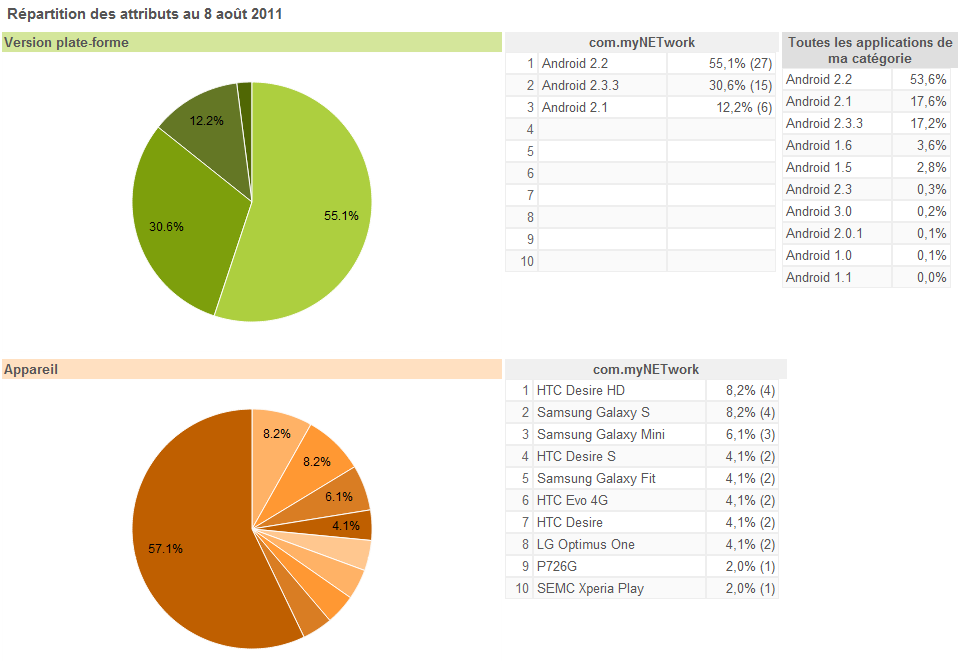 Répartition des attributs au 8 août 2011
Version plate-forme
12.2%
30.6%
55.1%
com.myNETwork
1 Android 2.2 55,1% (27)
2 Android 2.3.3 30,6% (15)
3 Android 2.1 12,2% (6)
4
5
6
7
8
9
10
Toutes les applications de
ma catégorie
Android 2.2 53,6%
Android 2.1 17,6%
Android 2.3.3 17,2%
Android 1.6 3,6%
Android 1.5 2,8%
Android 2.3 0,3%
Android 3.0 0,2%
Android 2.0.1 0,1%
Android 1.0 0,1%
Android 1.1 0,0%
Appareil
8.2%
8.2%
6.1%
4.1%
57.1%
com.myNETwork
1 HTC Desire HD 8,2% (4)
2 Samsung Galaxy S 8,2% (4)
3 Samsung Galaxy Mini 6,1% (3)
4 HTC Desire S 4,1% (2)
5 Samsung Galaxy Fit 4,1% (2)
6 HTC Evo 4G 4,1% (2)
7 HTC Desire 4,1% (2)
8 LG Optimus One 4,1% (2)
9 P726G 2,0% (1)
10 SEMC Xperia Play 2,0% (1)